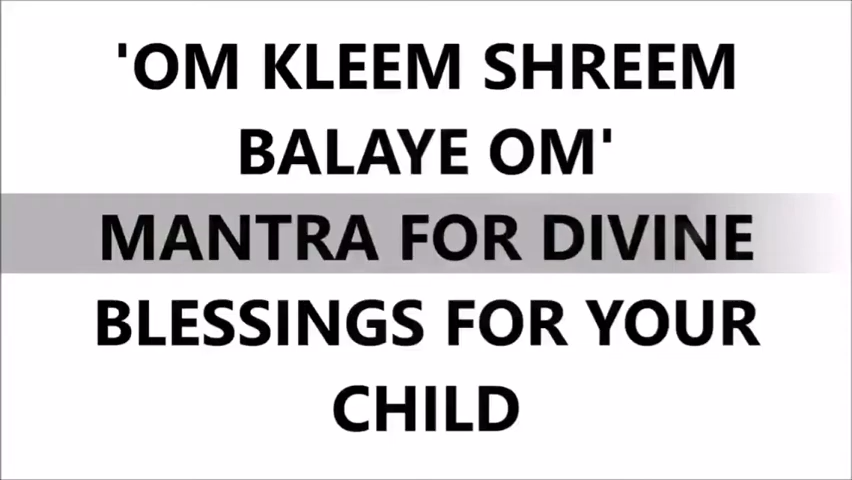 'OM KLEEM SHREEM
BALAYE OM'
MANTRA FOR DIVINE
BLESSINGS FOR YOUR
CHILD